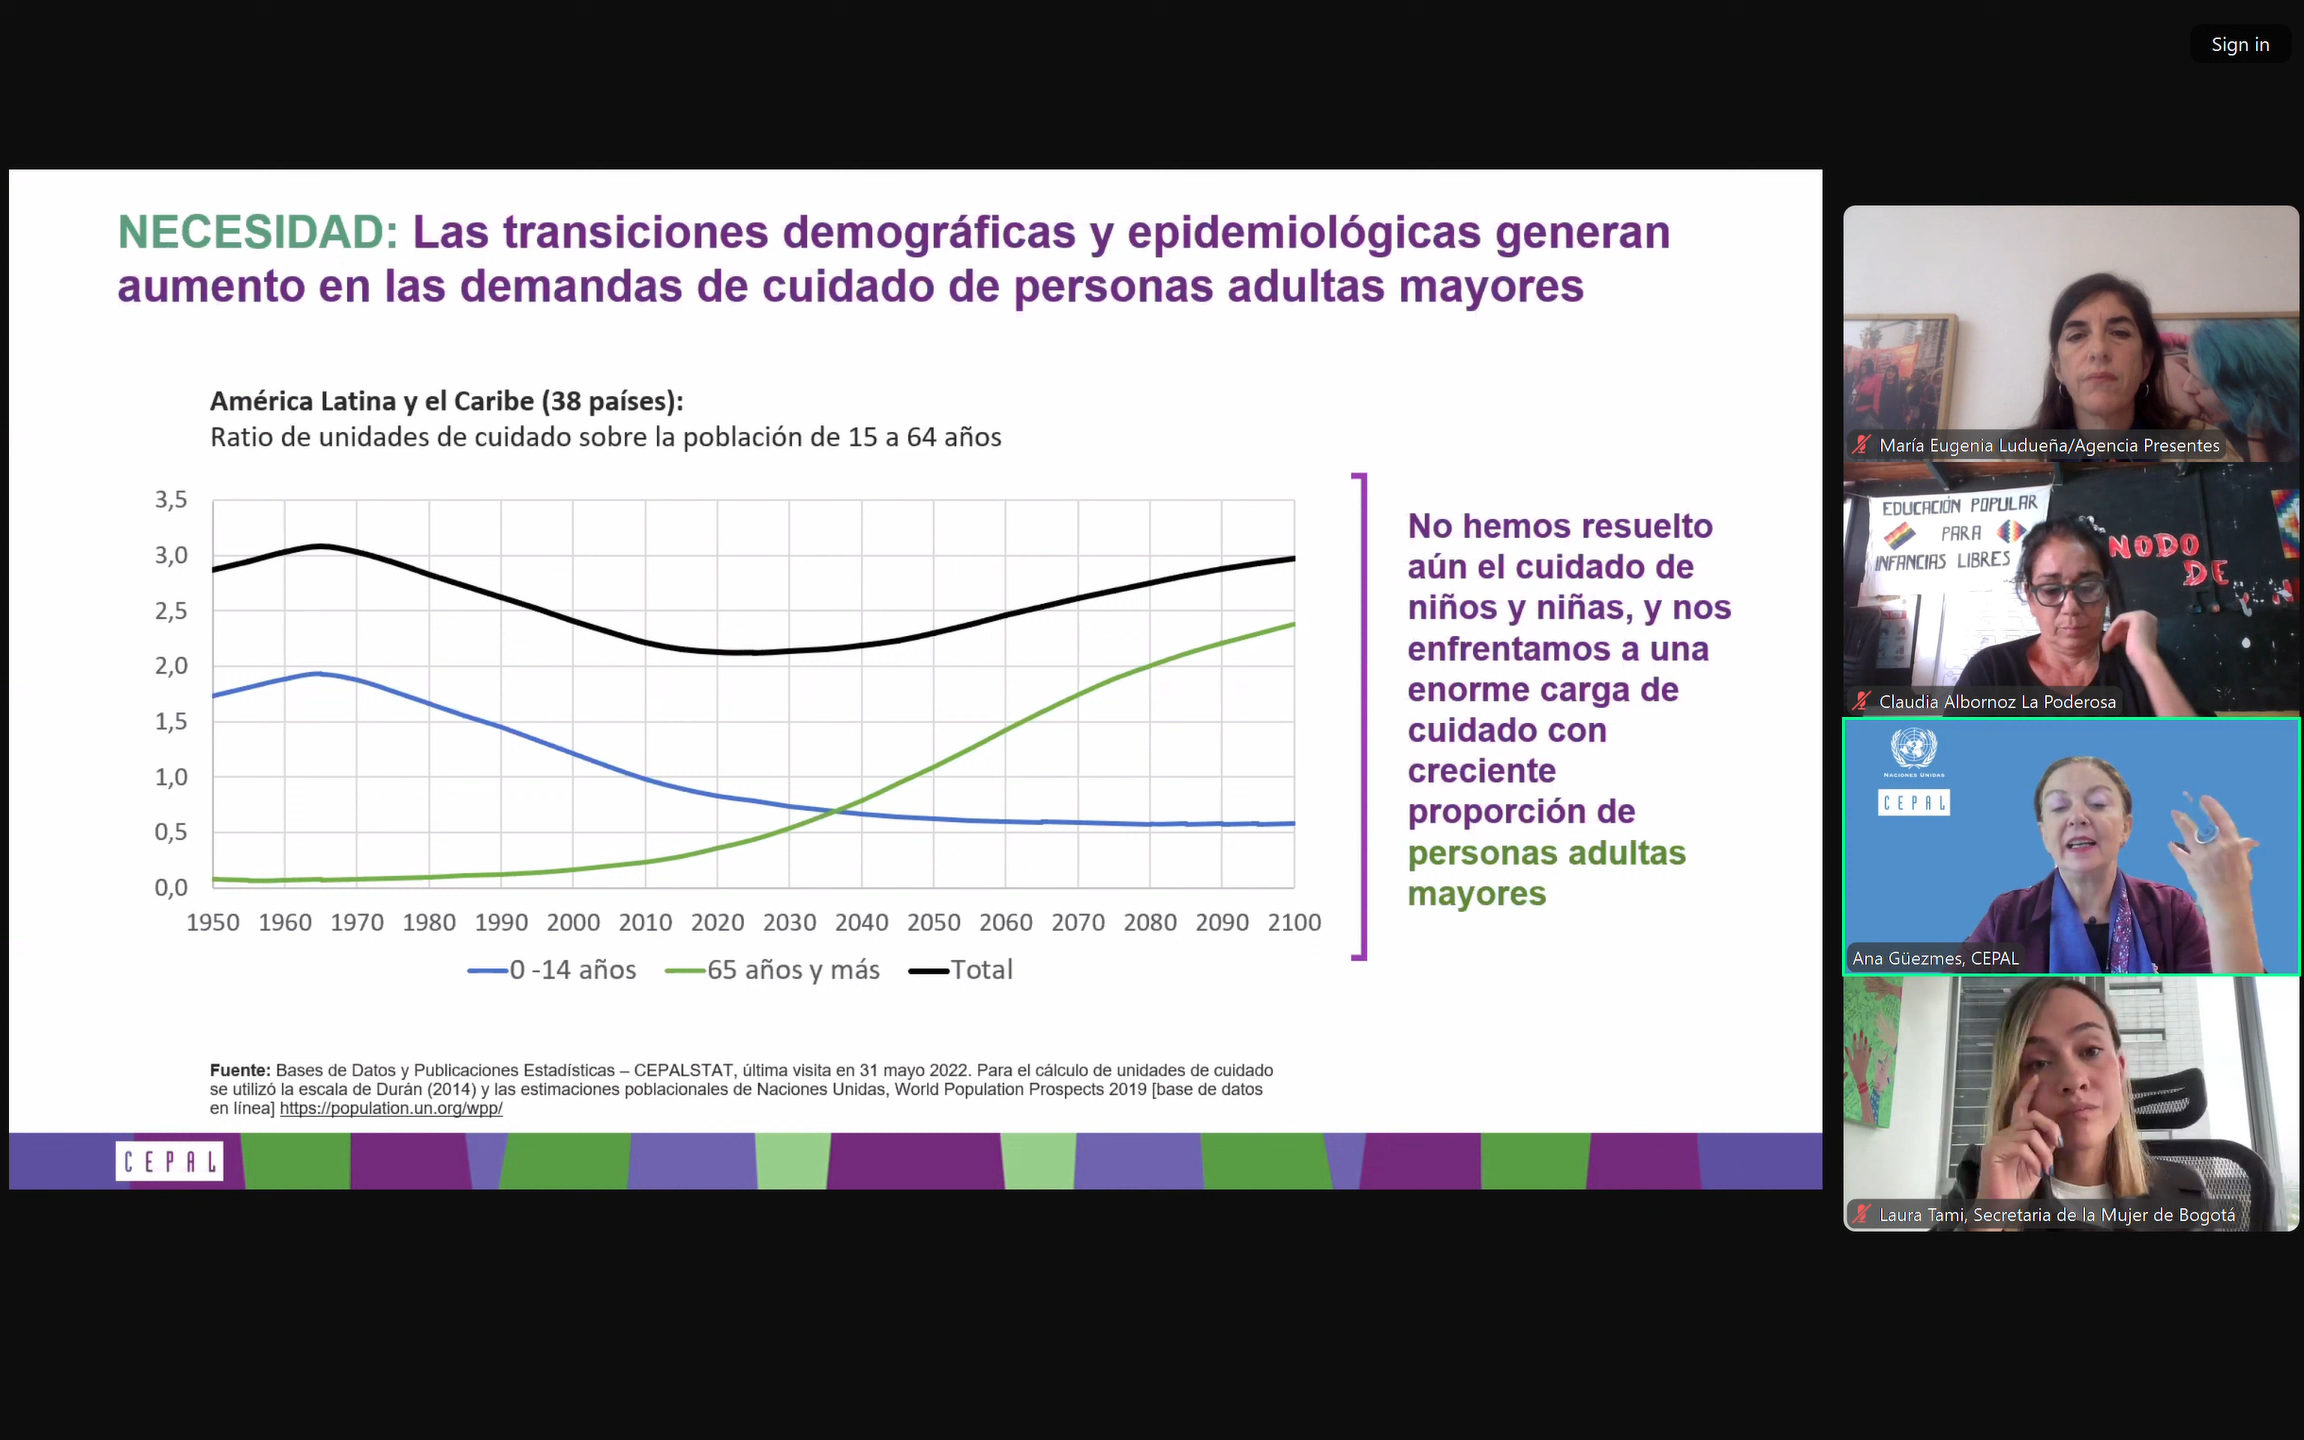 Sign in
NECESIDAD: Las transiciones demográficas y epidemiológicas generan
aumento en las demandas de cuidado de personas adultas mayores
América Latina y el Caribe (38 países):
Ratio de unidades de cuidado sobre la población de 15 a 64 años
3,5
3,0
2,5
2,0
1,5
1,0
0,5
0,0
1950 1960 1970 1980 1990 2000 2010 2020 2030 2040 2050 2060 2070 2080 2090 2100
0 -14 años 65 años y más Total
No hemos resuelto
aún el cuidado de
niños y niñas, y nos
enfrentamos a una
enorme carga de
cuidado con
creciente
proporción de
personas adultas
mayores
Fuente: Bases de Datos y Publicaciones Estadísticas – CEPALSTAT, última visita en 31 mayo 2022. Para el cálculo de unidades de cuidado
se utilizó la escala de Durán (2014) y las estimaciones poblacionales de Naciones Unidas, World Population Prospects 2019 [base de datos
en línea] https://population.un.org/wpp/
CEPAL
María Eugenia Ludueña/Agencia Presentes
EDUCACIÓN POPULAR
PARA
INFANCIAS LIBRES
NODO
DE
Claudia Albornoz La Poderosa
NACIONES UNIDAS
CEPAL
Ana Güezmes, CEPAL
Laura Tami, Secretaria de la Mujer de Bogotá